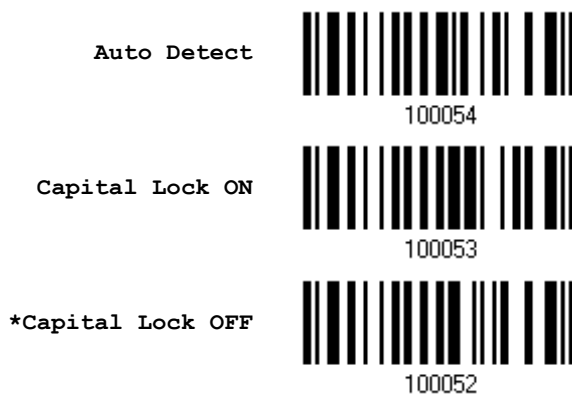 Auto Detect
100054
Capital Lock ON
100053
*Capital Lock OFF
100052